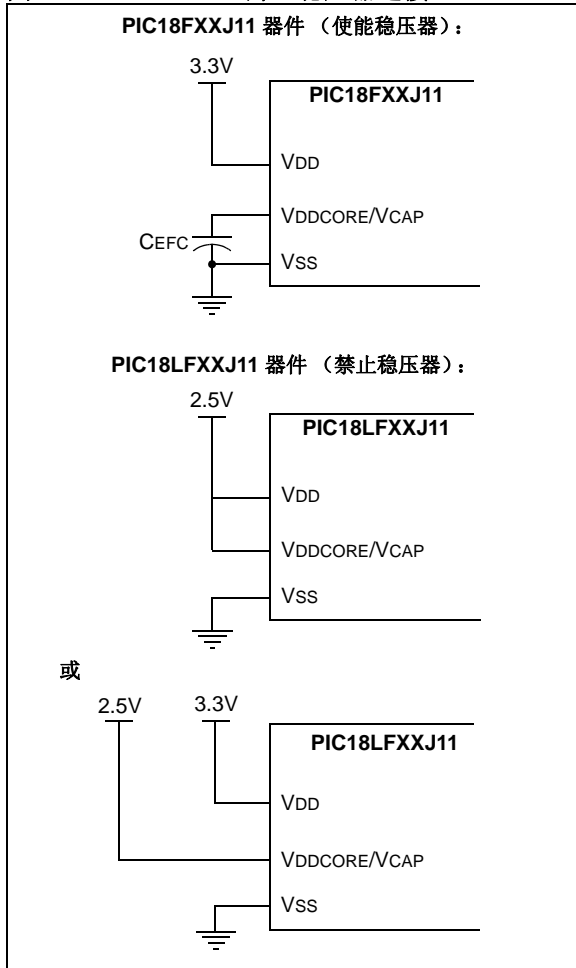 PIC18FXXJ11 器件 （使能稳压器）：
3.3V
PIC18FXXJ11
VDD
VDDCORE/VCAP
CEFC
VSS
PIC18LFXXJ11 器件 （禁止稳压器）：
2.5V
PIC18LFXXJ11
VDD
VDDCORE/VCAP
VSS
或
2.5V 3.3V
PIC18LFXXJ11
VDD
VDDCORE/VCAP
VSS